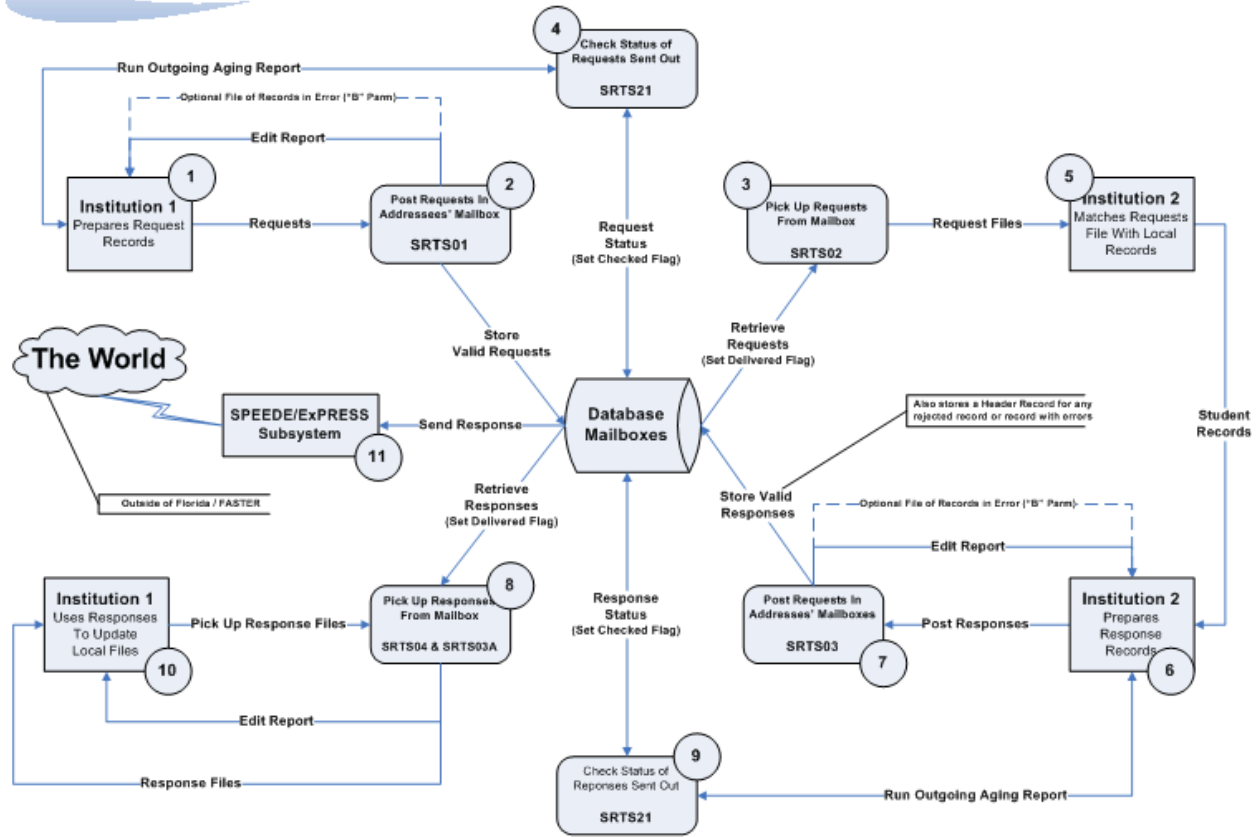 4
Check Status of
Requests Sent Out
SRTS21
Run Outgoing Aging Report
Optional File of Records in Error ("B" Parm)
Edit Report
1
Institution 1
Prepares Request
Records
Requests
2
Post Requests In
Addressees' Mailbox
SRTS01
Request
Status
(Set Checked Flag)
3
Pick Up Requests
From Mailbox
SRTS02
Request Files
5
Institution 2
Matches Requests
File With Local
Records
Store
Valid Requests
Retrieve
Requests
(Set Delivered Flag)
The World
SPEEDE/ExPRESS
Subsystem
11
Send Response
Database
Mailboxes
Also stores a Header Record for any
rejected record or record with errors
Student
Records
Outside of Florida / FASTER
Retrieve
Responses
(Set Delivered Flag)
Store Valid
Responses
Optional File of Records in Error ("B" Parm)
Edit Report
Institution 1
Uses Responses
To Update
Local Files
10
Pick Up Response Files
8
Pick Up Responses
From Mailbox
SRTS04 & SRTS03A
Response
Status
(Set Checked Flag)
Post Requests In
Addresses' Mailboxes
SRTS03
7
Post Responses
Institution 2
Prepares
Response
Records
6
Edit Report
Response Files
9
Check Status of
Reponses Sent Out
SRTS21
Run Outgoing Aging Report